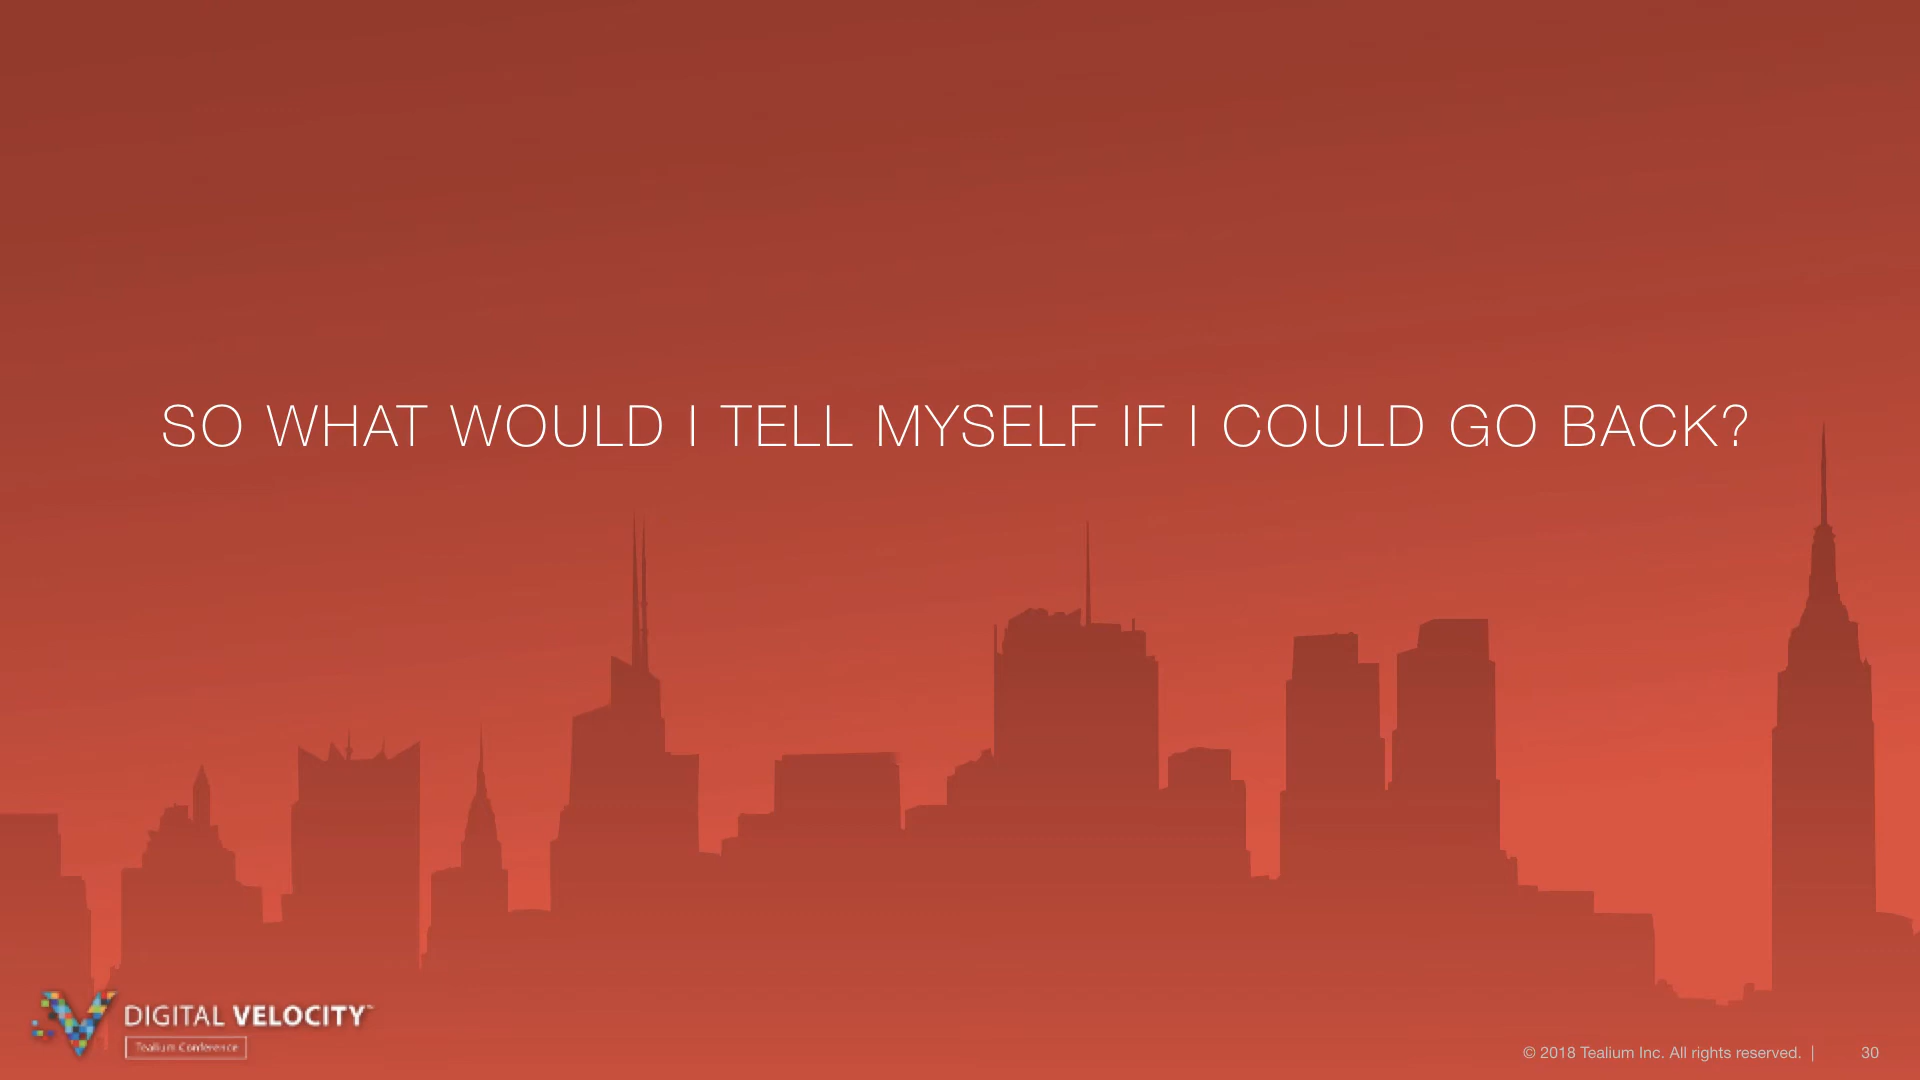 SO WHAT WOULD I TELL MYSELF IF I COULD GO BACK?
DIGITAL VELOCITY™
Tealium Conference
© 2018 Tealium Inc. All rights reserved. | 30